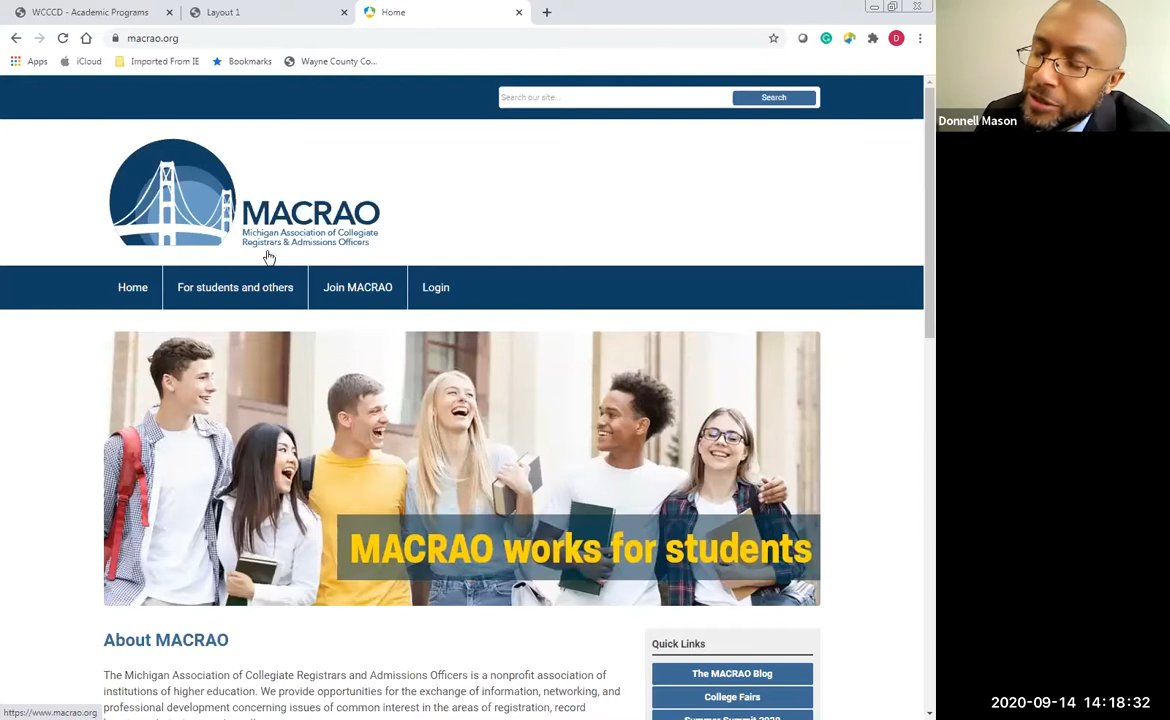 WCCCD - Academic Programs
Layout 1
Home
macrao.org
D
Apps
iCloud
Imported From IE
Bookmarks
Wayne County Co...
Search our site...
Search
MACRAO
Michigan Association of Collegiate
Registrars & Admissions Officers
Home
For students and others
Join MACRAO
Login
MACRAO works for students
About MACRAO
The Michigan Association of Collegiate Registrars and Admissions Officers is a nonprofit association of
institutions of higher education. We provide opportunities for the exchange of information, networking, and
professional development concerning issues of common interest in the areas of registration, record
Quick Links
The MACRAO Blog
College Fairs
Summer Summit 2020
https://www.macrao.org
Donnell Mason
2020-09-14 14:18:32